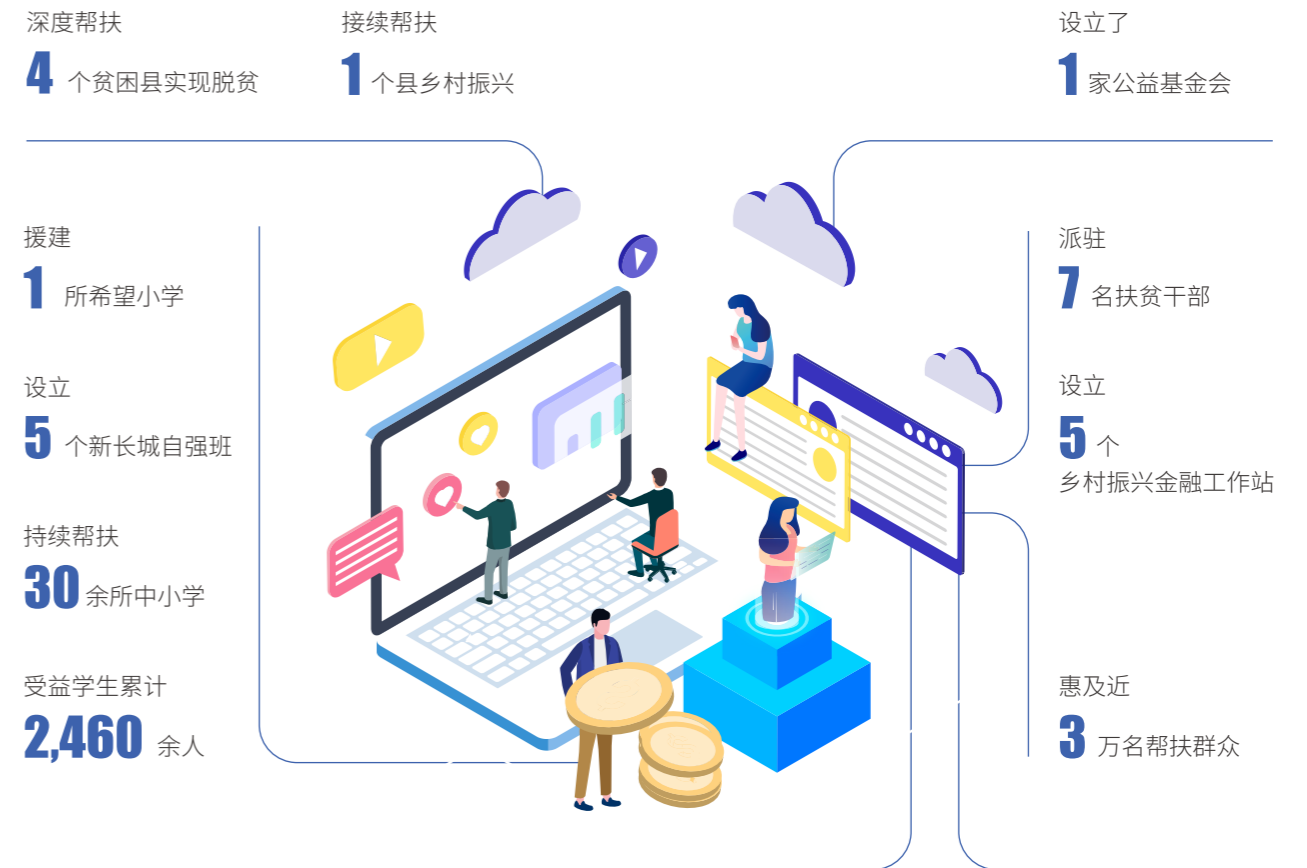 深度帮扶
4 个贫困县实现脱贫
接续帮扶
1 个县乡村振兴
设立了
1 家公益基金会
援建
1 所希望小学
设立
5 个新长城自强班
持续帮扶
30 余所中小学
受益学生累计
2,460 余人
派驻
7 名扶贫干部
设立
5 个
乡村振兴金融工作站
惠及近
3 万名帮扶群众